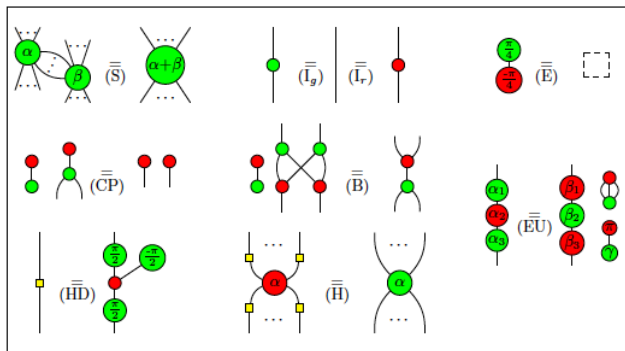 α β = (S) α+β = (I_g) = (I_r) π/4 -π/4 = (E)
= (CP) = (B) α₁ α₂ α₃ = (EU) β₁ β₂ β₃ π γ
= (HD) π/2 -π/2 π/2 α = (H) α